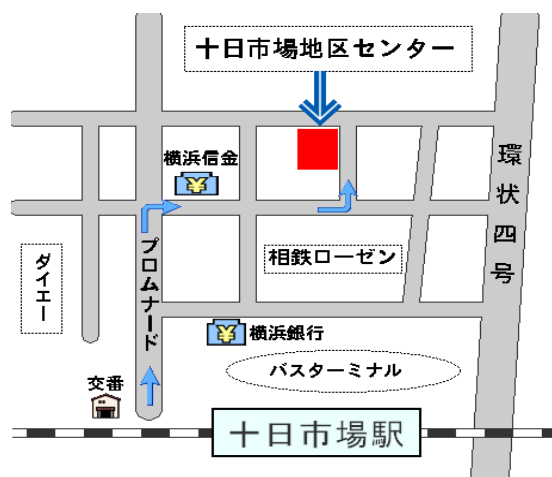 十日市場地区センター
横浜信金
環状四号
プロムナード
ダイエー
相鉄ローゼン
横浜銀行
バスターミナル
交番
十日市場駅